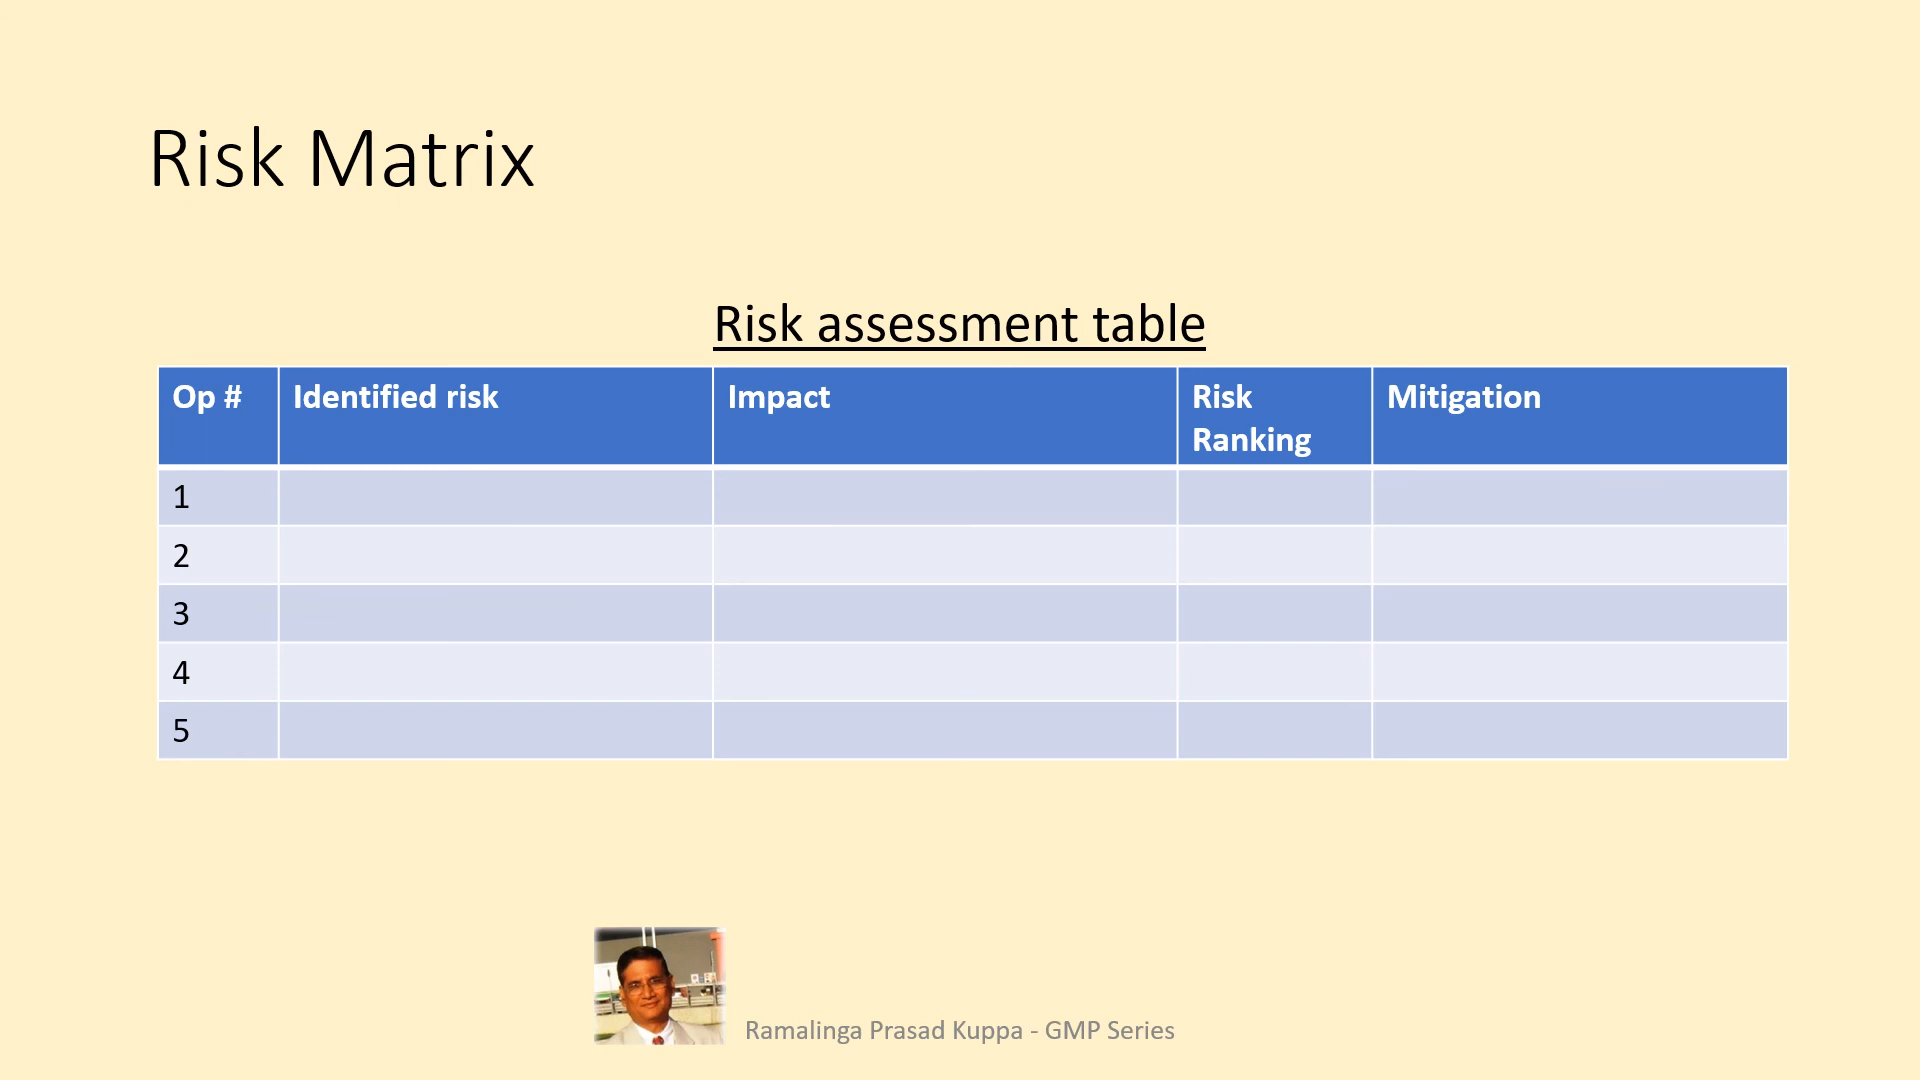 Risk Matrix
Risk assessment table
Op # Identified risk Impact Risk Ranking Mitigation
1
2
3
4
5
Ramalinga Prasad Kuppa - GMP Series